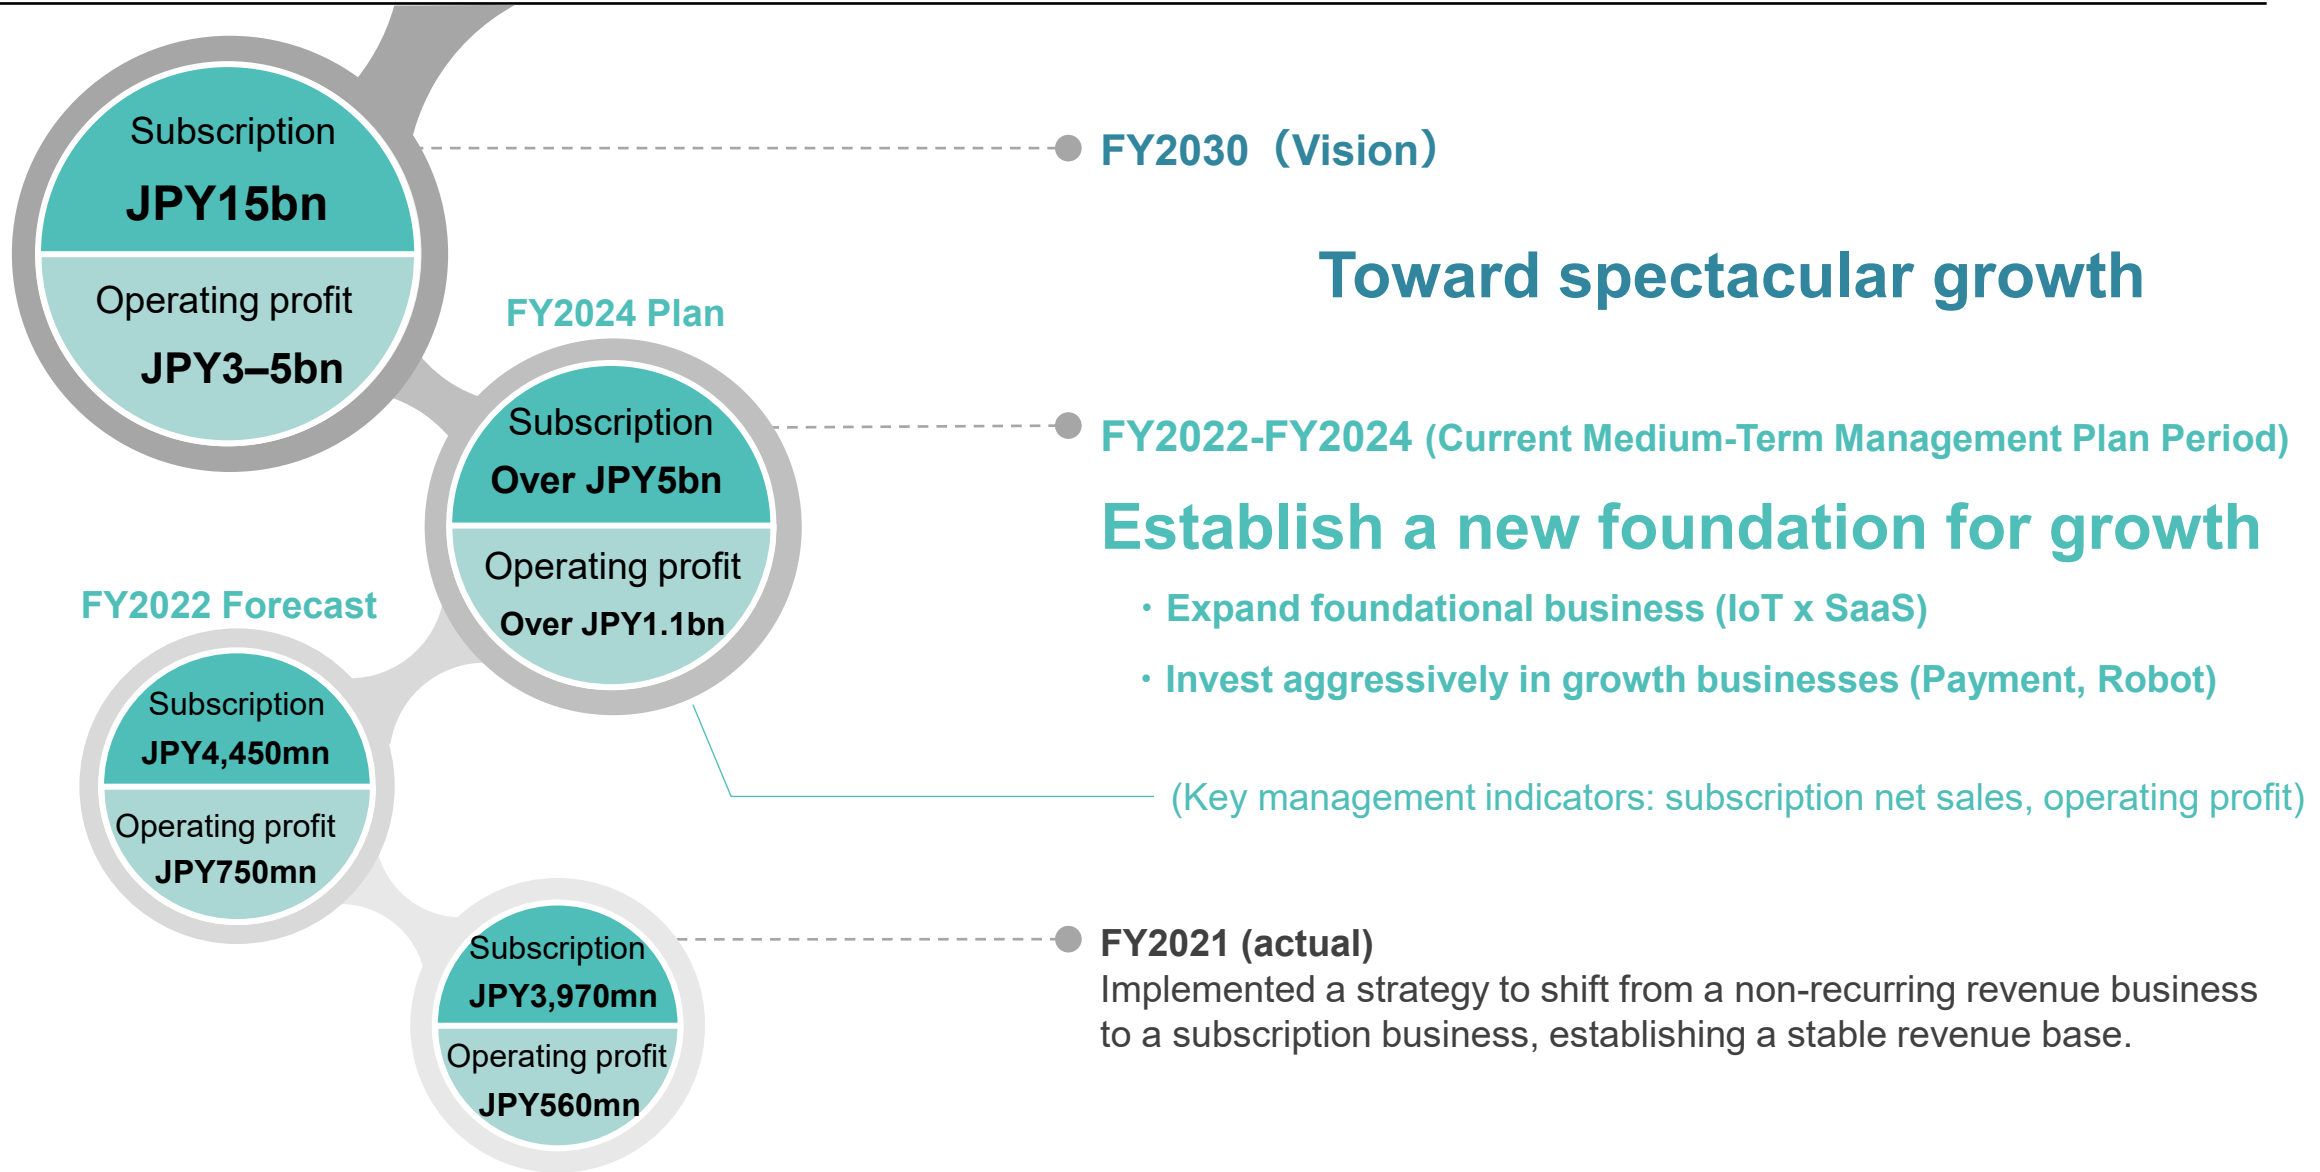 Subscription
JPY15bn
Operating profit
JPY3–5bn
FY2030（Vision）
Toward spectacular growth
FY2024 Plan
Subscription
Over JPY5bn
Operating profit
Over JPY1.1bn
FY2022-FY2024 (Current Medium-Term Management Plan Period)
Establish a new foundation for growth
・Expand foundational business (IoT x SaaS)
・Invest aggressively in growth businesses (Payment, Robot)
(Key management indicators: subscription net sales, operating profit)
FY2022 Forecast
Subscription
JPY4,450mn
Operating profit
JPY750mn
Subscription
JPY3,970mn
Operating profit
JPY560mn
FY2021 (actual)
Implemented a strategy to shift from a non-recurring revenue business
to a subscription business, establishing a stable revenue base.